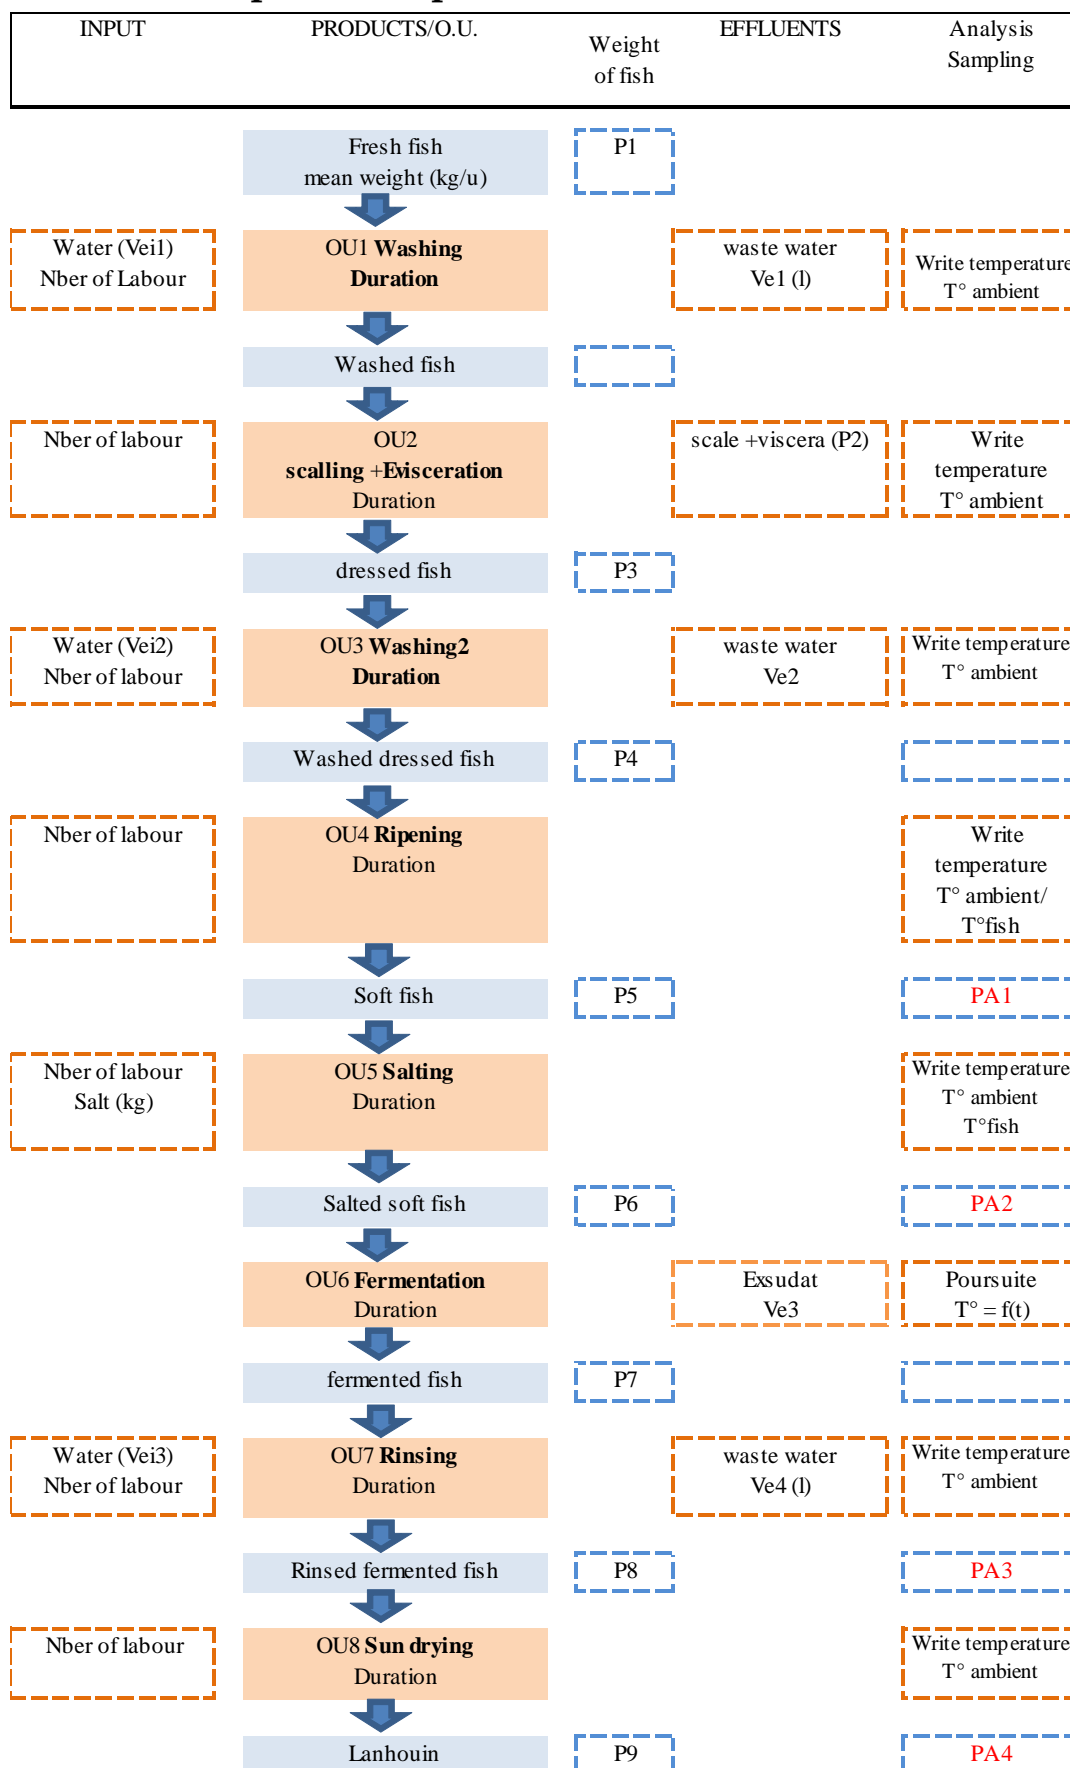 INPUT
PRODUCTS/O.U.
Weight
of fish
EFFLUENTS
Analysis
Sampling
Fresh fish
mean weight (kg/u)
P1
Water (Vei1)
Nber of Labour
OU1 Washing
Duration
waste water
Ve1 (l)
Write temperature
T° ambient
Washed fish
Nber of labour
OU2
scalling +Evisceration
Duration
scale +viscera (P2)
Write
temperature
T° ambient
dressed fish
P3
Water (Vei2)
Nber of labour
OU3 Washing2
Duration
waste water
Ve2
Write temperature
T° ambient
Washed dressed fish
P4
Nber of labour
OU4 Ripening
Duration
Write
temperature
T° ambient/
T°fish
Soft fish
P5
PA1
Nber of labour
Salt (kg)
OU5 Salting
Duration
Write temperature
T° ambient
T°fish
Salted soft fish
P6
PA2
OU6 Fermentation
Duration
Exsudat
Ve3
Poursuite
T° = f(t)
fermented fish
P7
Water (Vei3)
Nber of labour
OU7 Rinsing
Duration
waste water
Ve4 (l)
Write temperature
T° ambient
Rinsed fermented fish
P8
PA3
Nber of labour
OU8 Sun drying
Duration
Write temperature
T° ambient
Lanhouin
P9
PA4